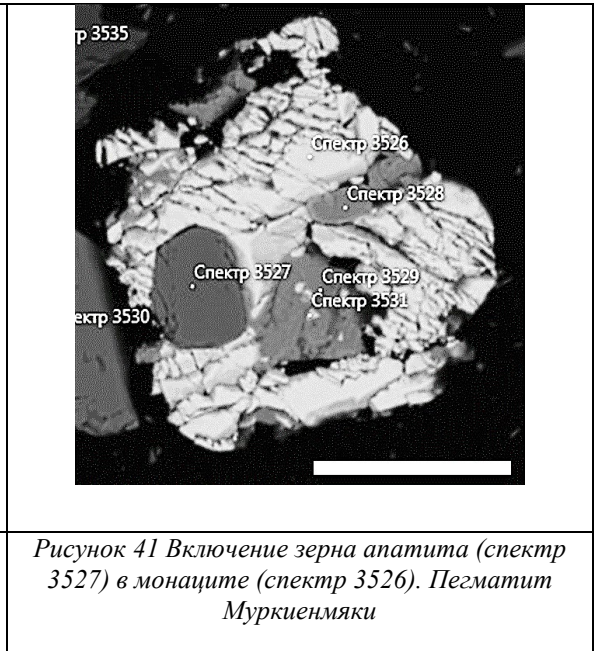 р 3535
Спектр 3526
Спектр 3528
Спектр 3527
Спектр 3529
Спектр 3531
ектр 3530
Рисунок 41 Включение зерна апатита (спектр
3527) в монаците (спектр 3526). Пегматит
Муркиенмяки